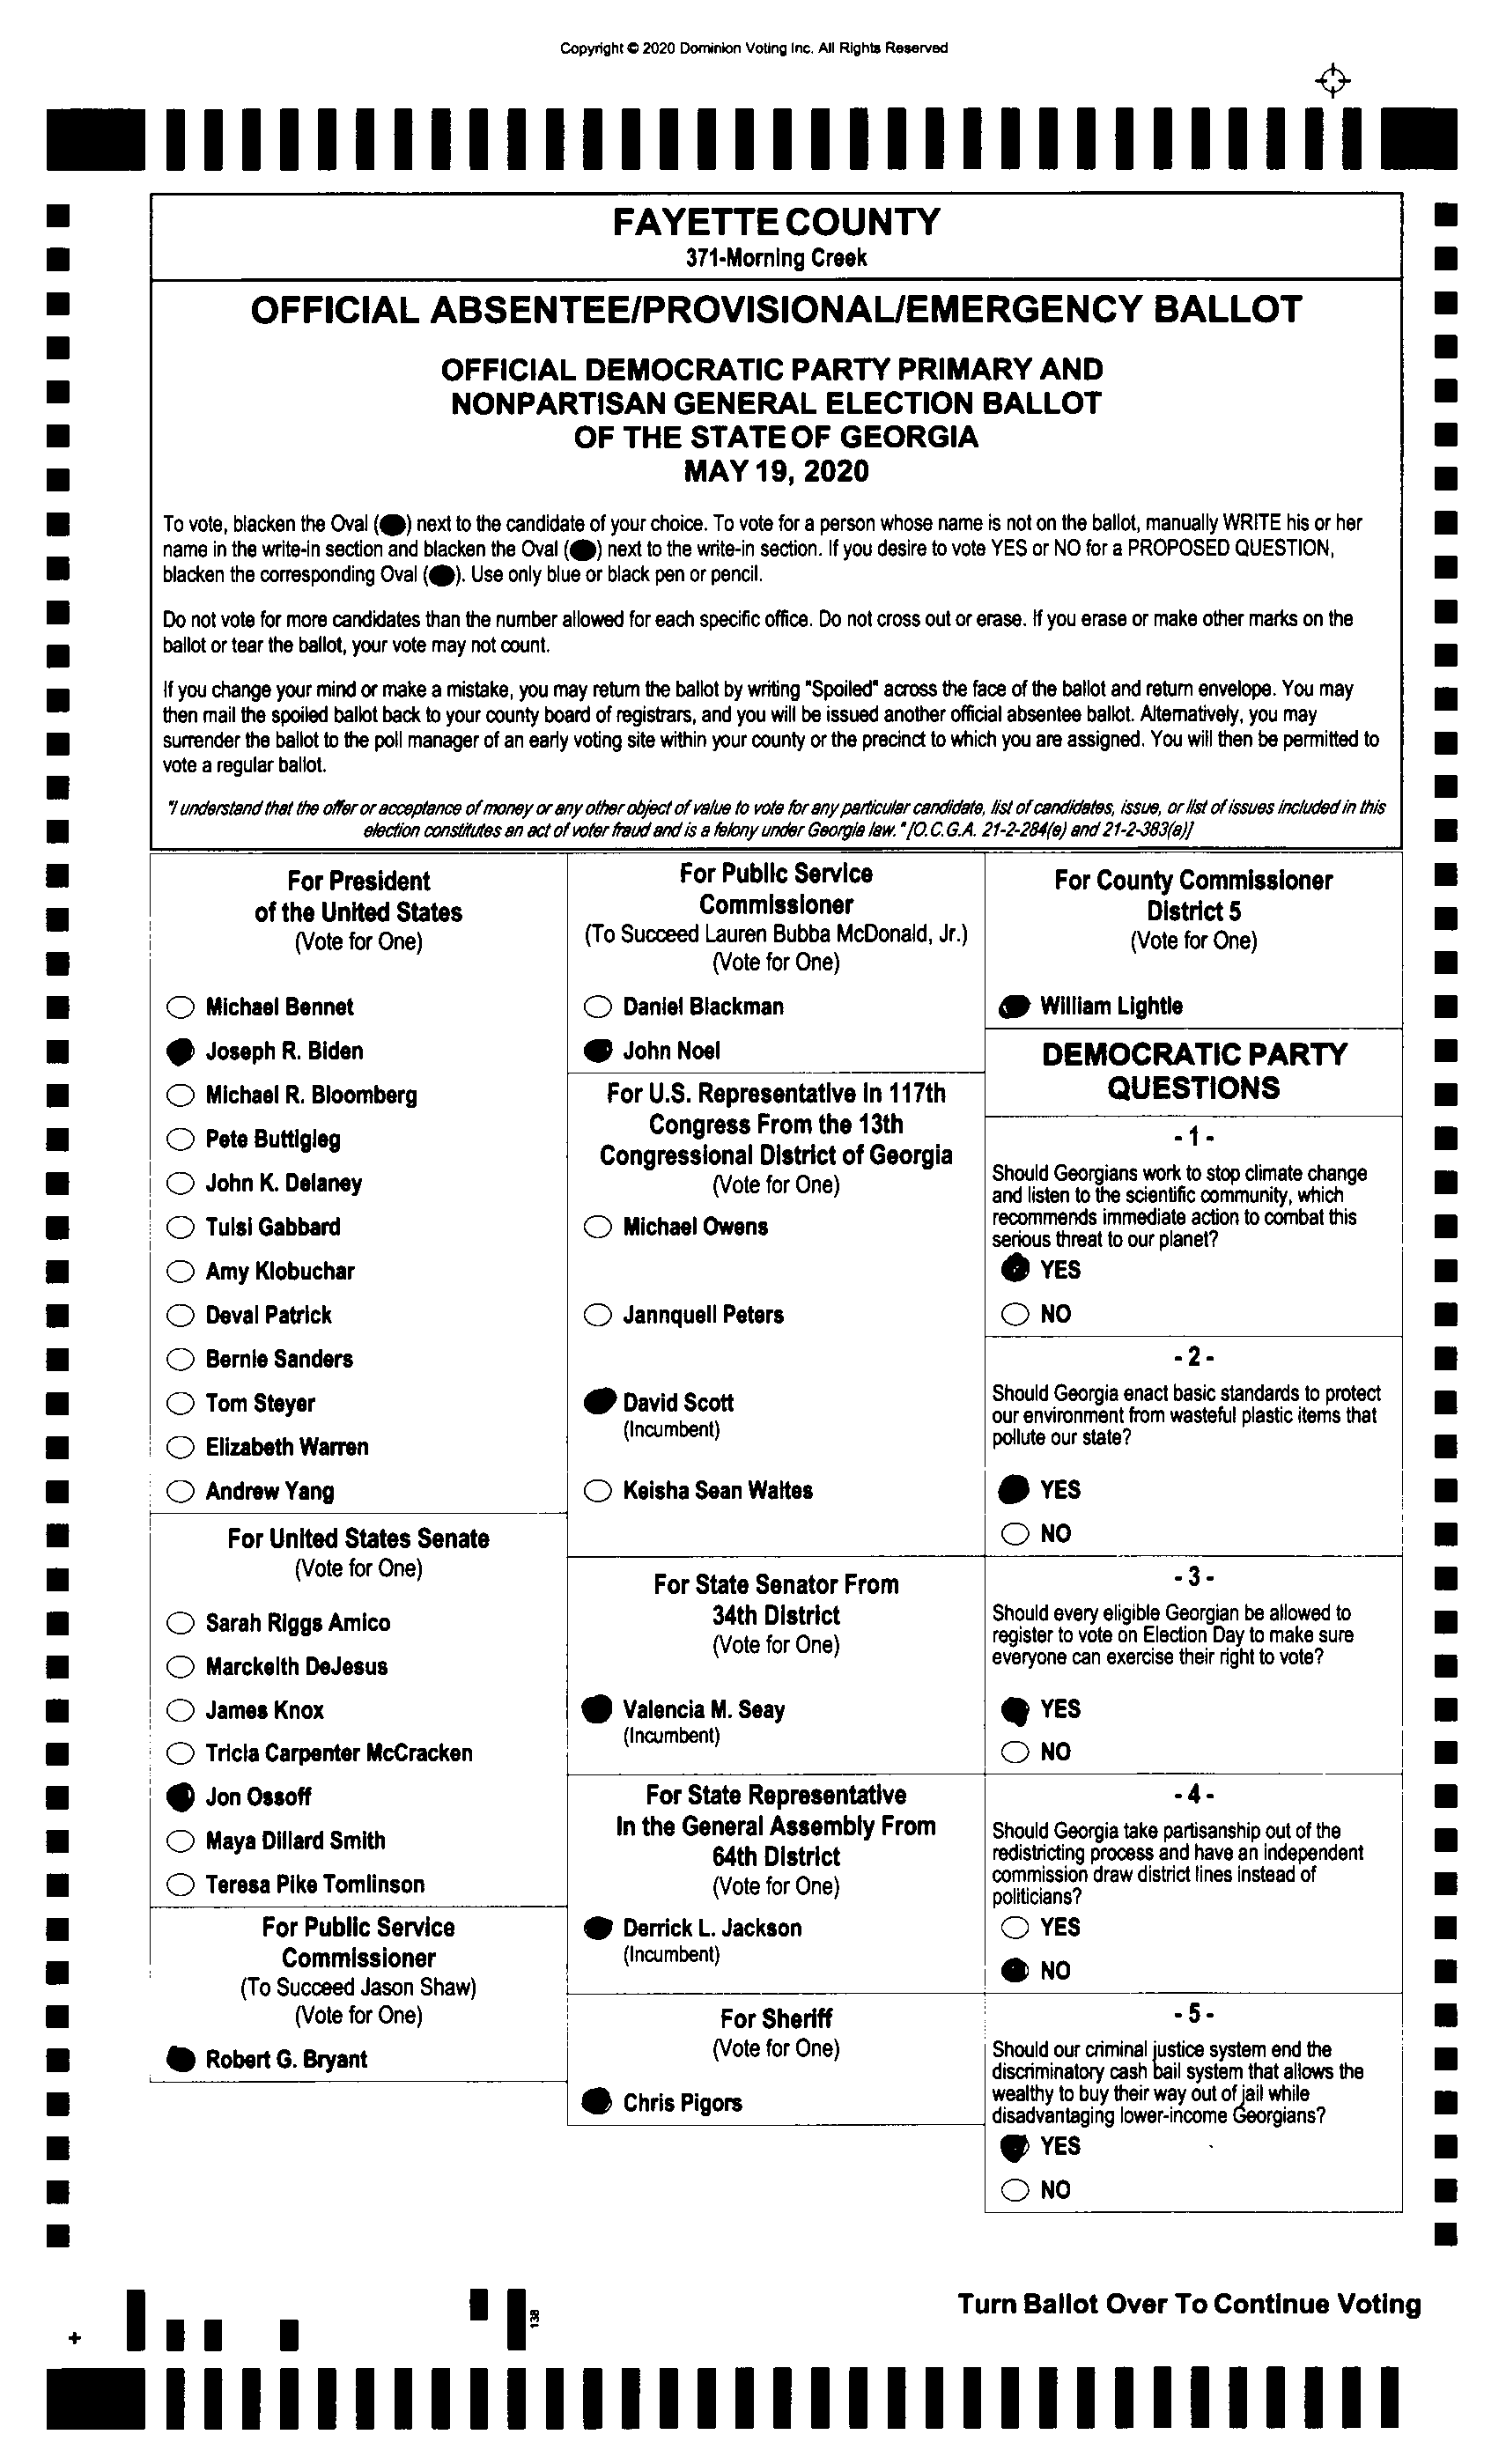 Copyright © 2020 Dominion Voting Inc. All Rights Reserved
FAYETTE COUNTY
371-Morning Creek
OFFICIAL ABSENTEE/PROVISIONAL/EMERGENCY BALLOT
OFFICIAL DEMOCRATIC PARTY PRIMARY AND
NONPARTISAN GENERAL ELECTION BALLOT
OF THE STATE OF GEORGIA
MAY 19, 2020
To vote, blacken the Oval (●) next to the candidate of your choice. To vote for a person whose name is not on the ballot, manually WRITE his or her
name in the write-in section and blacken the Oval (●) next to the write-in section. If you desire to vote YES or NO for a PROPOSED QUESTION,
blacken the corresponding Oval (●). Use only blue or black pen or pencil.
Do not vote for more candidates than the number allowed for each specific office. Do not cross out or erase. If you erase or make other marks on the
ballot or tear the ballot, your vote may not count.
If you change your mind or make a mistake, you may return the ballot by writing "Spoiled" across the face of the ballot and return envelope. You may
then mail the spoiled ballot back to your county board of registrars, and you will be issued another official absentee ballot. Alternatively, you may
surrender the ballot to the poll manager of an early voting site within your county or the precinct to which you are assigned. You will then be permitted to
vote a regular ballot.
"I understand that the offer or acceptance of money or any other object of value to vote for any particular candidate, list of candidates, issue, or list of issues included in this
election constitutes an act of voter fraud and is a felony under Georgia law." [O.C.G.A. 21-2-284(e) and 21-2-383(a)]
For President
of the United States
(Vote for One)
Michael Bennet
Joseph R. Biden
Michael R. Bloomberg
Pete Buttigieg
John K. Delaney
Tulsi Gabbard
Amy Klobuchar
Deval Patrick
Bernie Sanders
Tom Steyer
Elizabeth Warren
Andrew Yang
For United States Senate
(Vote for One)
Sarah Riggs Amico
Marckeith DeJesus
James Knox
Tricia Carpenter McCracken
Jon Ossoff
Maya Dillard Smith
Teresa Pike Tomlinson
For Public Service
Commissioner
(To Succeed Jason Shaw)
(Vote for One)
Robert G. Bryant
For Public Service
Commissioner
(To Succeed Lauren Bubba McDonald, Jr.)
(Vote for One)
Daniel Blackman
John Noel
For U.S. Representative in 117th
Congress From the 13th
Congressional District of Georgia
(Vote for One)
Michael Owens
Jannquell Peters
David Scott
(Incumbent)
Keisha Sean Waites
For State Senator From
34th District
(Vote for One)
Valencia M. Seay
(Incumbent)
For State Representative
In the General Assembly From
64th District
(Vote for One)
Derrick L. Jackson
(Incumbent)
For Sheriff
(Vote for One)
Chris Pigors
For County Commissioner
District 5
(Vote for One)
William Lightle
DEMOCRATIC PARTY
QUESTIONS
- 1 -
Should Georgians work to stop climate change
and listen to the scientific community, which
recommends immediate action to combat this
serious threat to our planet?
YES
NO
- 2 -
Should Georgia enact basic standards to protect
our environment from wasteful plastic items that
pollute our state?
YES
NO
- 3 -
Should every eligible Georgian be allowed to
register to vote on Election Day to make sure
everyone can exercise their right to vote?
YES
NO
- 4 -
Should Georgia take partisanship out of the
redistricting process and have an independent
commission draw district lines instead of
politicians?
YES
NO
- 5 -
Should our criminal justice system end the
discriminatory cash bail system that allows the
wealthy to buy their way out of jail while
disadvantaging lower-income Georgians?
YES
NO
Turn Ballot Over To Continue Voting
138